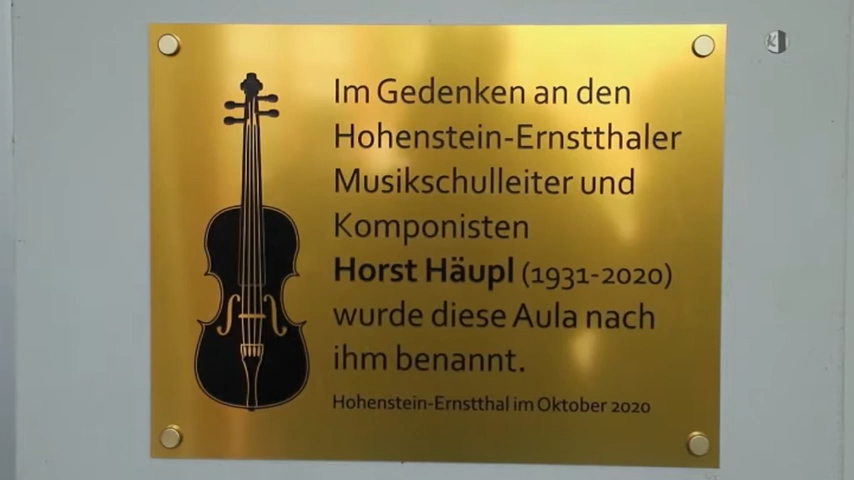 Im Gedenken an den
Hohenstein-Ernstthaler
Musikschulleiter und
Komponisten
Horst Häupl (1931-2020)
wurde diese Aula nach
ihm benannt.
Hohenstein-Ernstthal im Oktober 2020